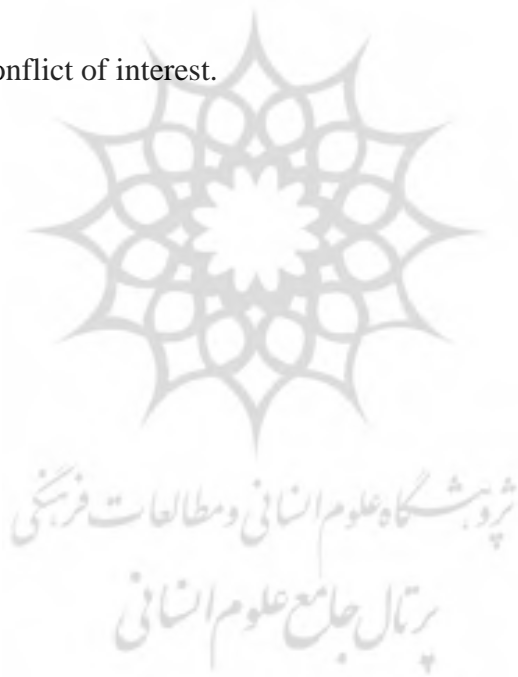 onflict of interest.
پژوهشگاه علوم انسانی و مطالعات فرهنگی
پرتال جامع علوم انسانی